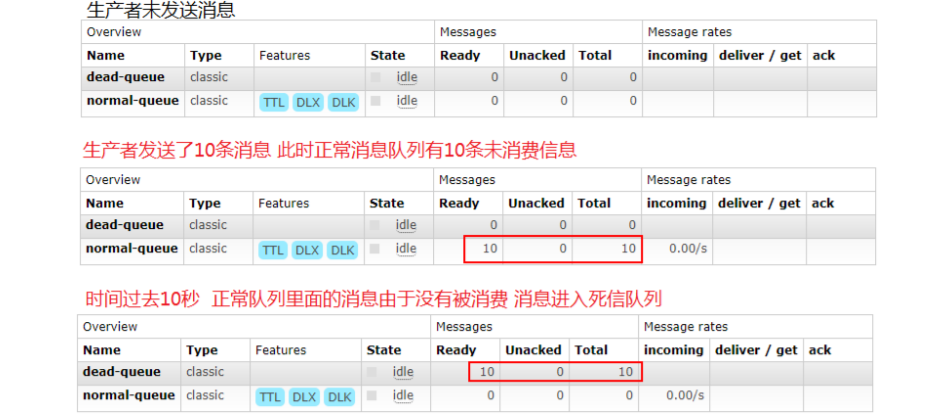 生产者未发送消息
Overview Messages Message rates
Name Type Features State Ready Unacked Total incoming deliver / get ack
dead-queue classic idle 0 0 0
normal-queue classic TTL DLX DLK idle 0 0 0
生产者发送了10条消息 此时正常消息队列有10条未消费信息
Overview Messages Message rates
Name Type Features State Ready Unacked Total incoming deliver / get ack
dead-queue classic idle 0 0 0
normal-queue classic TTL DLX DLK idle 10 0 10 0.00/s
时间过去10秒 正常队列里面的消息由于没有被消费 消息进入死信队列
Overview Messages Message rates
Name Type Features State Ready Unacked Total incoming deliver / get ack
dead-queue classic idle 10 0 10
normal-queue classic TTL DLX DLK idle 0 0 0 0.00/s